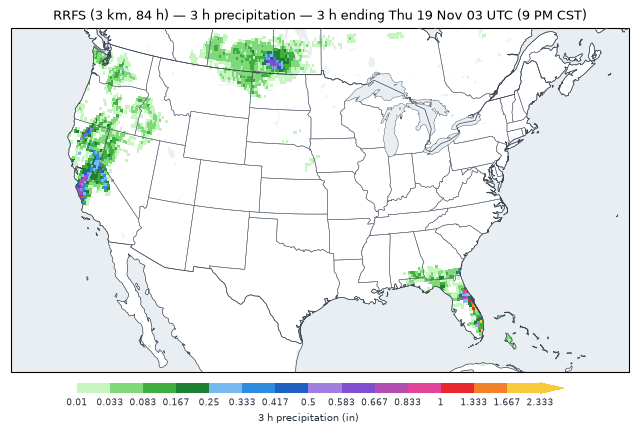 RRFS (3 km, 84 h) — 3 h precipitation — 3 h ending Thu 19 Nov 03 UTC (9 PM CST)
0.01 0.033 0.083 0.167 0.25 0.333 0.417 0.5 0.583 0.667 0.833 1 1.333 1.667 2.333
3 h precipitation (in)